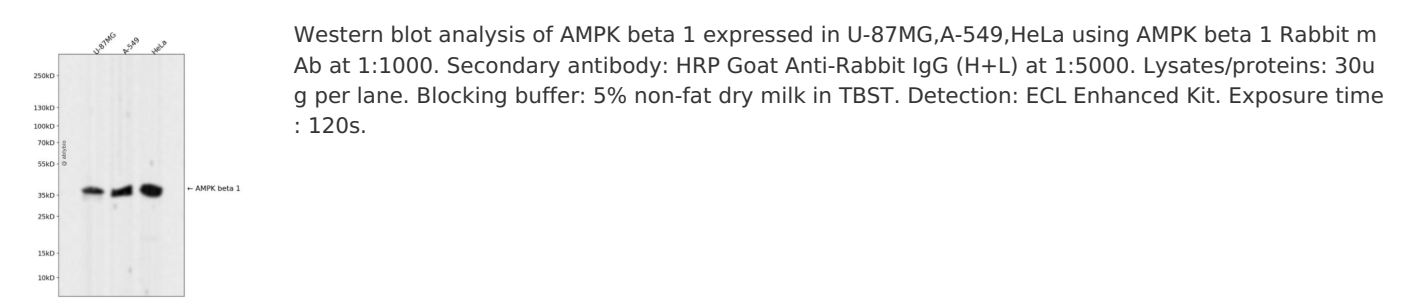 U-87MG A-549 HeLa
250kD
130kD
100kD
70kD
55kD
35kD
25kD
15kD
10kD
← AMPK beta 1
Western blot analysis of AMPK beta 1 expressed in U-87MG,A-549,HeLa using AMPK beta 1 Rabbit m
Ab at 1:1000. Secondary antibody: HRP Goat Anti-Rabbit IgG (H+L) at 1:5000. Lysates/proteins: 30u
g per lane. Blocking buffer: 5% non-fat dry milk in TBST. Detection: ECL Enhanced Kit. Exposure time
: 120s.